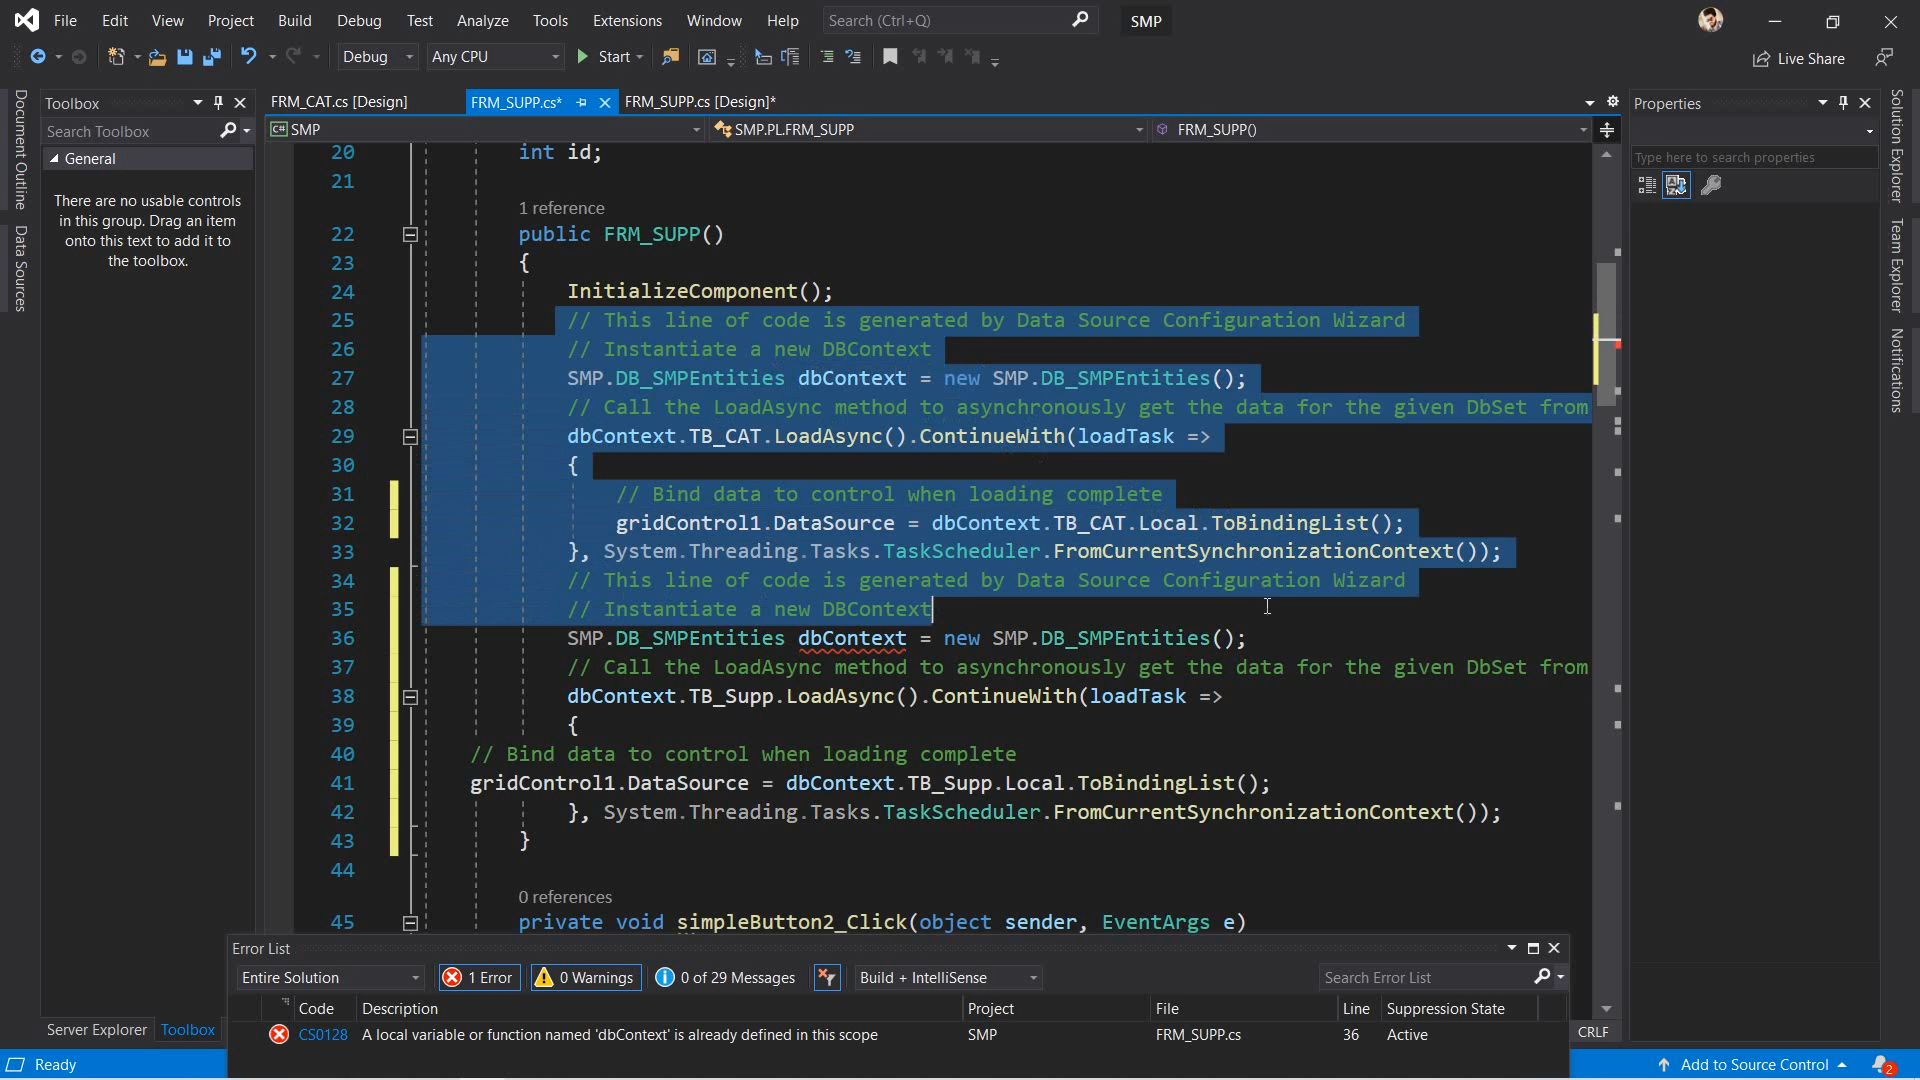 File Edit View Project Build Debug Test Analyze Tools Extensions Window Help Search (Ctrl+Q) SMP
Debug Any CPU Start Live Share
Document Outline
Data Sources
Toolbox
Search Toolbox
General
There are no usable controls
in this group. Drag an item
onto this text to add it to
the toolbox.
Server Explorer Toolbox
FRM_CAT.cs [Design] FRM_SUPP.cs* FRM_SUPP.cs [Design]*
C# SMP SMP.PL.FRM_SUPP FRM_SUPP()
20 int id;
21
1 reference
22 public FRM_SUPP()
23 {
24 InitializeComponent();
25 // This line of code is generated by Data Source Configuration Wizard
26 // Instantiate a new DBContext
27 SMP.DB_SMPEntities dbContext = new SMP.DB_SMPEntities();
28 // Call the LoadAsync method to asynchronously get the data for the given DbSet from
29 dbContext.TB_CAT.LoadAsync().ContinueWith(loadTask =>
30 {
31 // Bind data to control when loading complete
32 gridControl1.DataSource = dbContext.TB_CAT.Local.ToBindingList();
33 }, System.Threading.Tasks.TaskScheduler.FromCurrentSynchronizationContext());
34 // This line of code is generated by Data Source Configuration Wizard
35 // Instantiate a new DBContext
36 SMP.DB_SMPEntities dbContext = new SMP.DB_SMPEntities();
37 // Call the LoadAsync method to asynchronously get the data for the given DbSet from
38 dbContext.TB_Supp.LoadAsync().ContinueWith(loadTask =>
39 {
40 // Bind data to control when loading complete
41 gridControl1.DataSource = dbContext.TB_Supp.Local.ToBindingList();
42 }, System.Threading.Tasks.TaskScheduler.FromCurrentSynchronizationContext());
43 }
44
0 references
45 private void simpleButton2_Click(object sender, EventArgs e)
Properties
Type here to search properties
Solution Explorer
Team Explorer
Notifications
Error List
Entire Solution 1 Error 0 Warnings 0 of 29 Messages Build + IntelliSense Search Error List
Code Description Project File Line Suppression State
CS0128 A local variable or function named 'dbContext' is already defined in this scope SMP FRM_SUPP.cs 36 Active
CRLF
Ready Add to Source Control 2